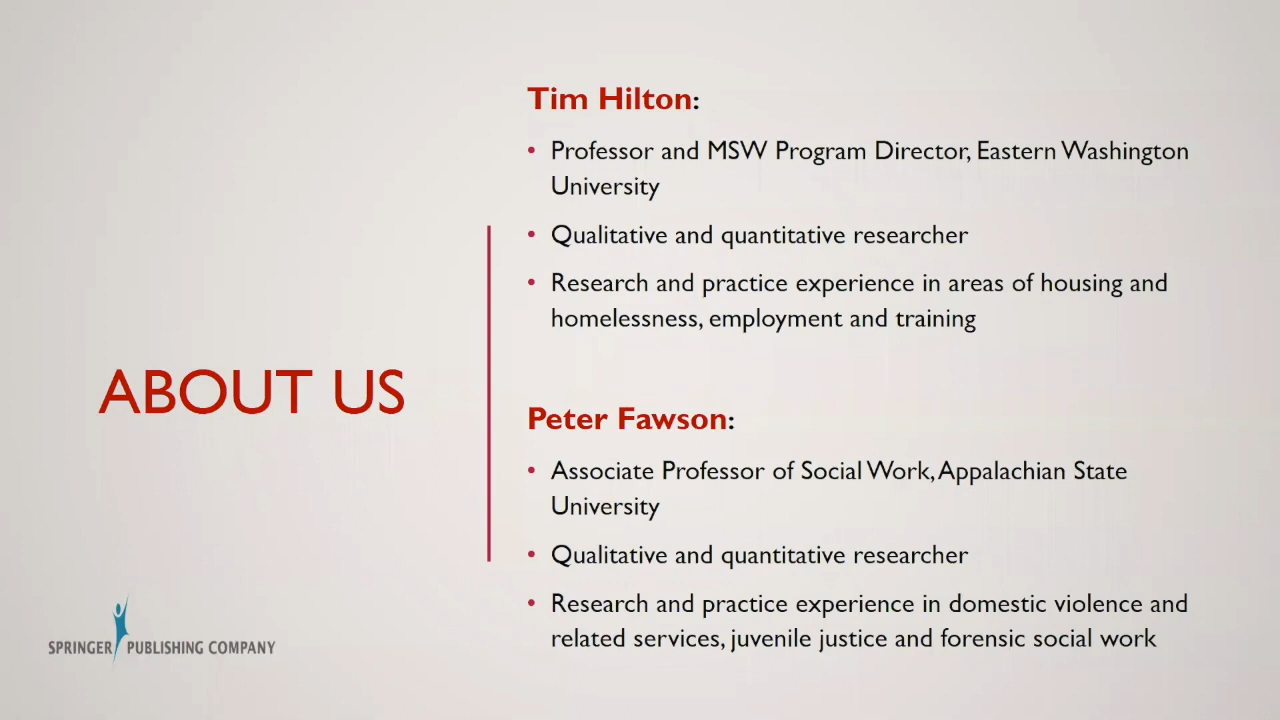 Tim Hilton:
• Professor and MSW Program Director, Eastern Washington
University
• Qualitative and quantitative researcher
• Research and practice experience in areas of housing and
homelessness, employment and training
ABOUT US
Peter Fawson:
• Associate Professor of Social Work, Appalachian State
University
• Qualitative and quantitative researcher
• Research and practice experience in domestic violence and
related services, juvenile justice and forensic social work
SPRINGER PUBLISHING COMPANY